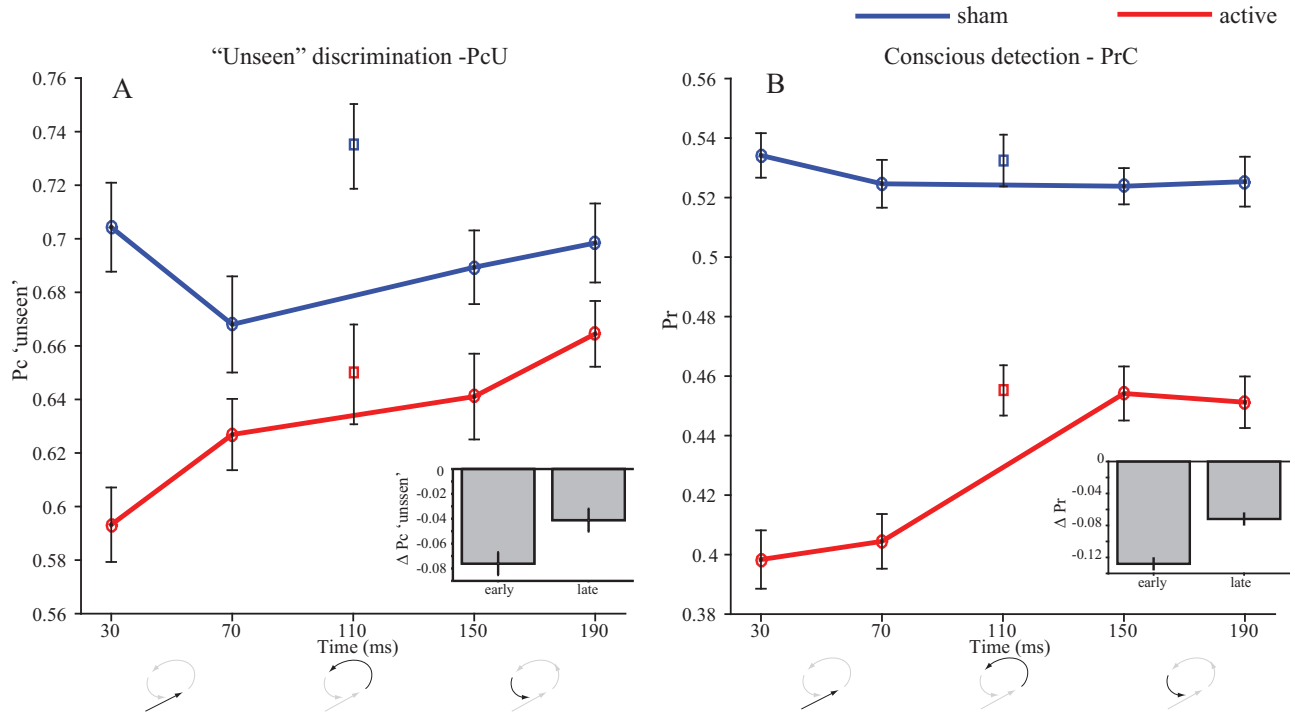 sham active
“Unseen” discrimination -PcU
A
Pc ‘unseen’
0.76
0.74
0.72
0.7
0.68
0.66
0.64
0.62
0.6
0.58
0.56
30 70 110 150 190
Time (ms)
Δ Pc ‘unssen’
0
-0.02
-0.04
-0.06
-0.08
early late
Conscious detection - PrC
B
Pr
0.56
0.54
0.52
0.5
0.48
0.46
0.44
0.42
0.4
0.38
30 70 110 150 190
Time (ms)
Δ Pr
0
-0.04
-0.08
-0.12
early late